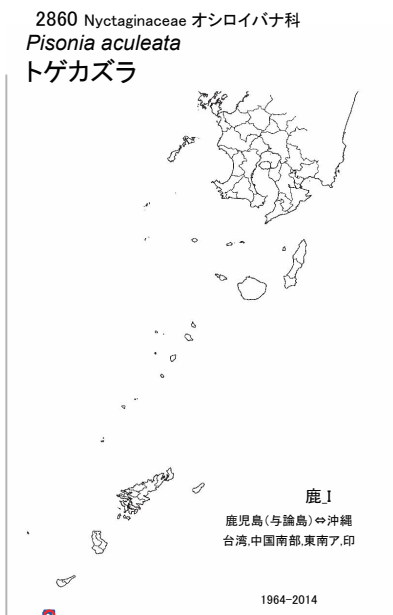 2860 Nyctaginaceae オシロイバナ科
Pisonia aculeata
トゲカズラ
鹿_I
鹿児島(与論島)⇔沖縄
台湾,中国南部,東南ア,印
1964-2014